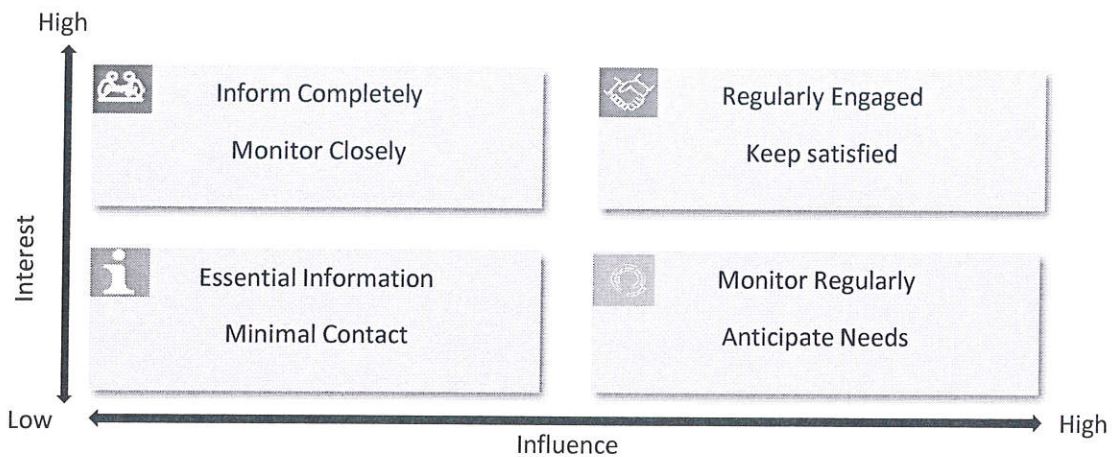 High
Inform Completely
Monitor Closely
Regularly Engaged
Keep satisfied
Interest
Essential Information
Minimal Contact
Monitor Regularly
Anticipate Needs
Low
Influence
High